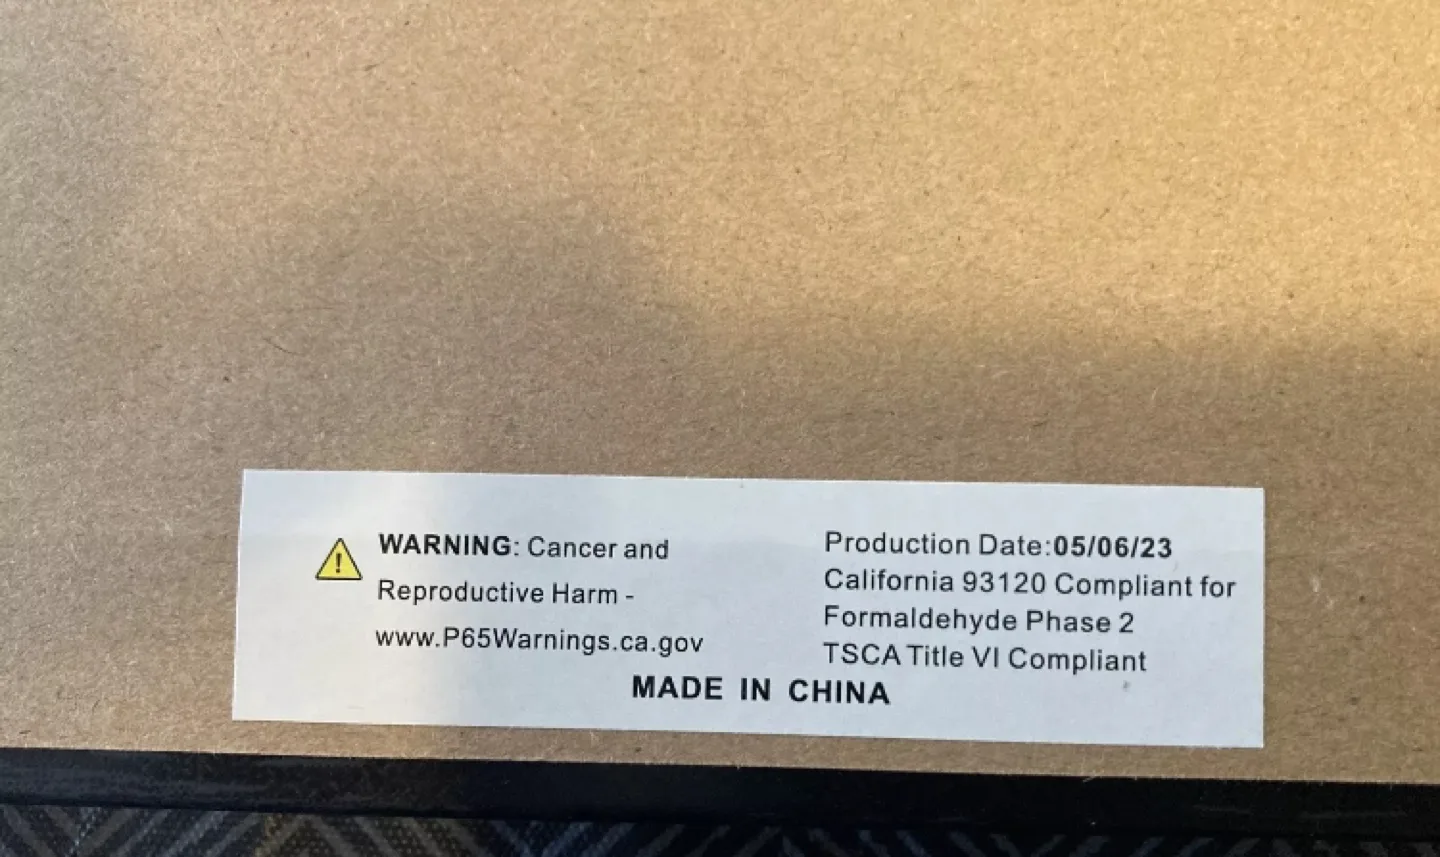 WARNING: Cancer and
Reproductive Harm -
www.P65Warnings.ca.gov
Production Date:05/06/23
California 93120 Compliant for
Formaldehyde Phase 2
TSCA Title VI Compliant
MADE IN CHINA